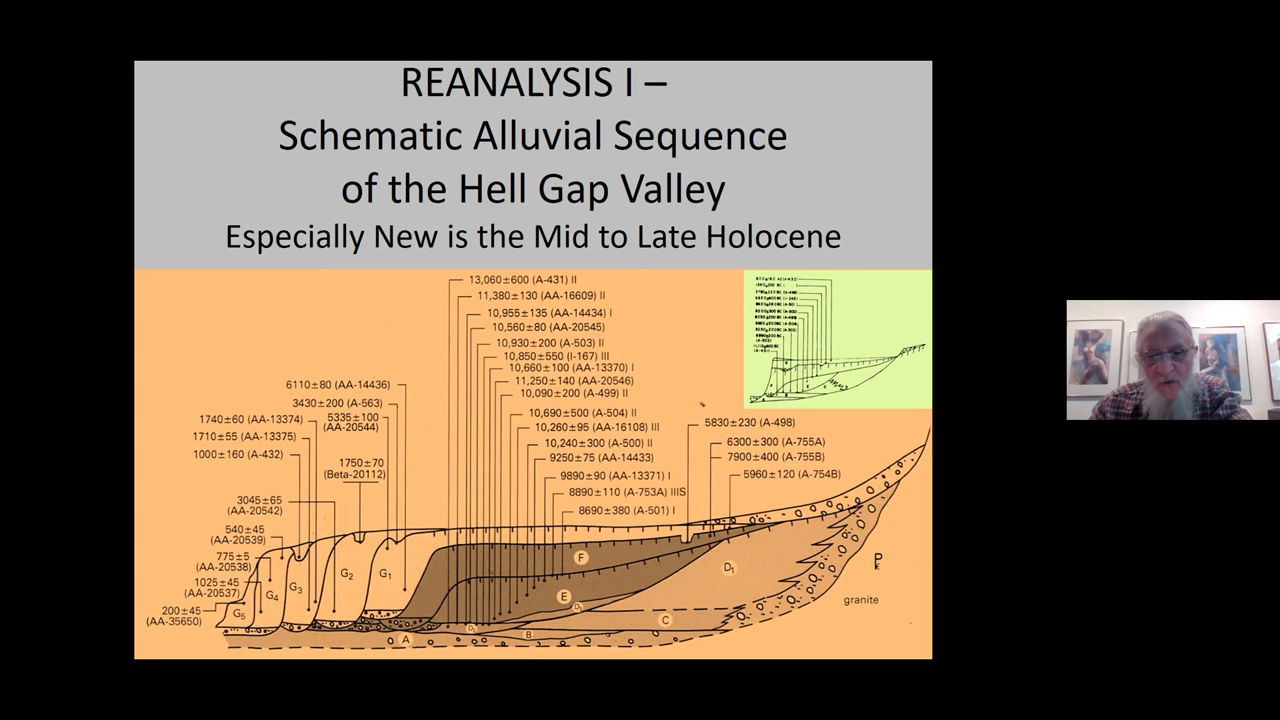 REANALYSIS I –
Schematic Alluvial Sequence
of the Hell Gap Valley
Especially New is the Mid to Late Holocene
13,060±600 (A-431) II
11,380±130 (AA-16609) II
10,955±135 (AA-14434) I
10,560±80 (AA-20545)
10,930±200 (A-503) II
10,850±550 (I-167) III
10,660±100 (AA-13370) I
11,250±140 (AA-20546)
10,090±200 (A-499) II
10,690±500 (A-504) II
10,260±95 (AA-16108) III
10,240±300 (A-500) II
9250±75 (AA-14433)
9890±90 (AA-13371) I
8890±110 (A-753A) IIIS
8690±380 (A-501) I
6110±80 (AA-14436)
3430±200 (A-563)
1740±60 (AA-13374)
5335±100
(AA-20544)
1710±55 (AA-13375)
1000±160 (A-432)
1750±70
(Beta-20112)
3045±65
(AA-20542)
540±45
(AA-20539)
775±5
(AA-20538)
1025±45
(AA-20537)
200±45
(AA-35650)
5830±230 (A-498)
6300±300 (A-755A)
7900±400 (A-755B)
5960±120 (A-754B)
G5
G4
G3
G2
G1
F
E
D1
C
B
A
granite